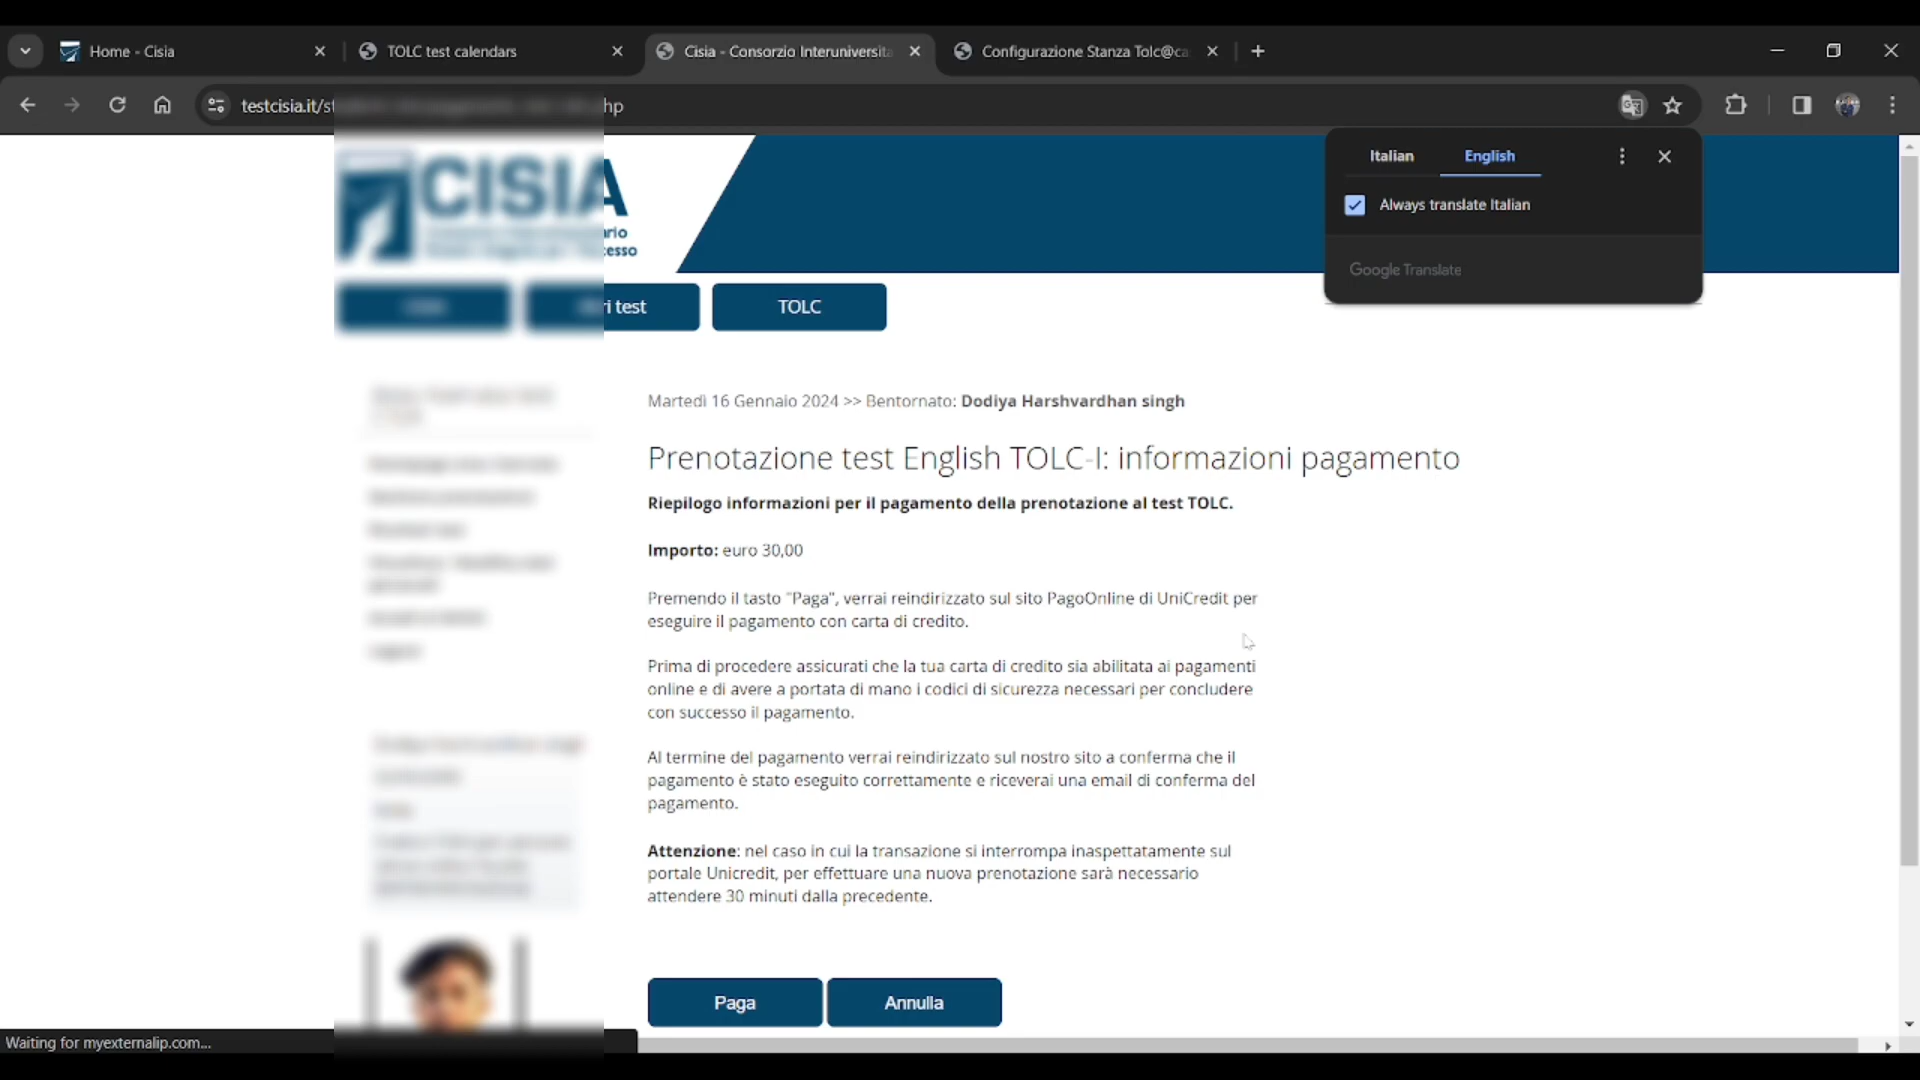 Home - Cisia
TOLC test calendars
Cisia - Consorzio Interuniversita
Configurazione Stanza Tolc@ca
testcisia.it/st
hp
Italian English
Always translate Italian
Google Translate
CISIA
rio
esso
i test
TOLC
Martedì 16 Gennaio 2024 >> Bentornato: Dodiya Harshvardhan singh
Prenotazione test English TOLC-I: informazioni pagamento
Riepilogo informazioni per il pagamento della prenotazione al test TOLC.
Importo: euro 30,00
Premendo il tasto "Paga", verrai reindirizzato sul sito PagoOnline di UniCredit per
eseguire il pagamento con carta di credito.
Prima di procedere assicurati che la tua carta di credito sia abilitata ai pagamenti
online e di avere a portata di mano i codici di sicurezza necessari per concludere
con successo il pagamento.
Al termine del pagamento verrai reindirizzato sul nostro sito a conferma che il
pagamento è stato eseguito correttamente e riceverai una email di conferma del
pagamento.
Attenzione: nel caso in cui la transazione si interrompa inaspettatamente sul
portale Unicredit, per effettuare una nuova prenotazione sarà necessario
attendere 30 minuti dalla precedente.
Paga
Annulla
Waiting for myexternalip.com...